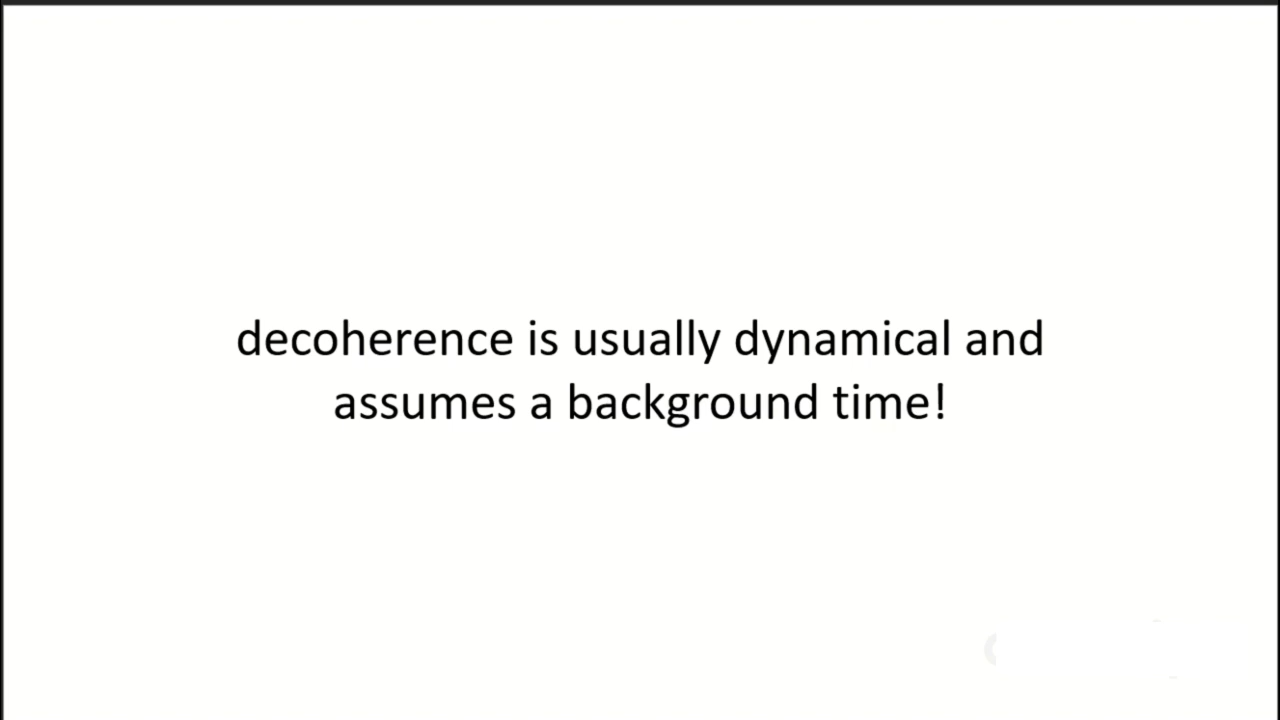 decoherence is usually dynamical and
assumes a background time!